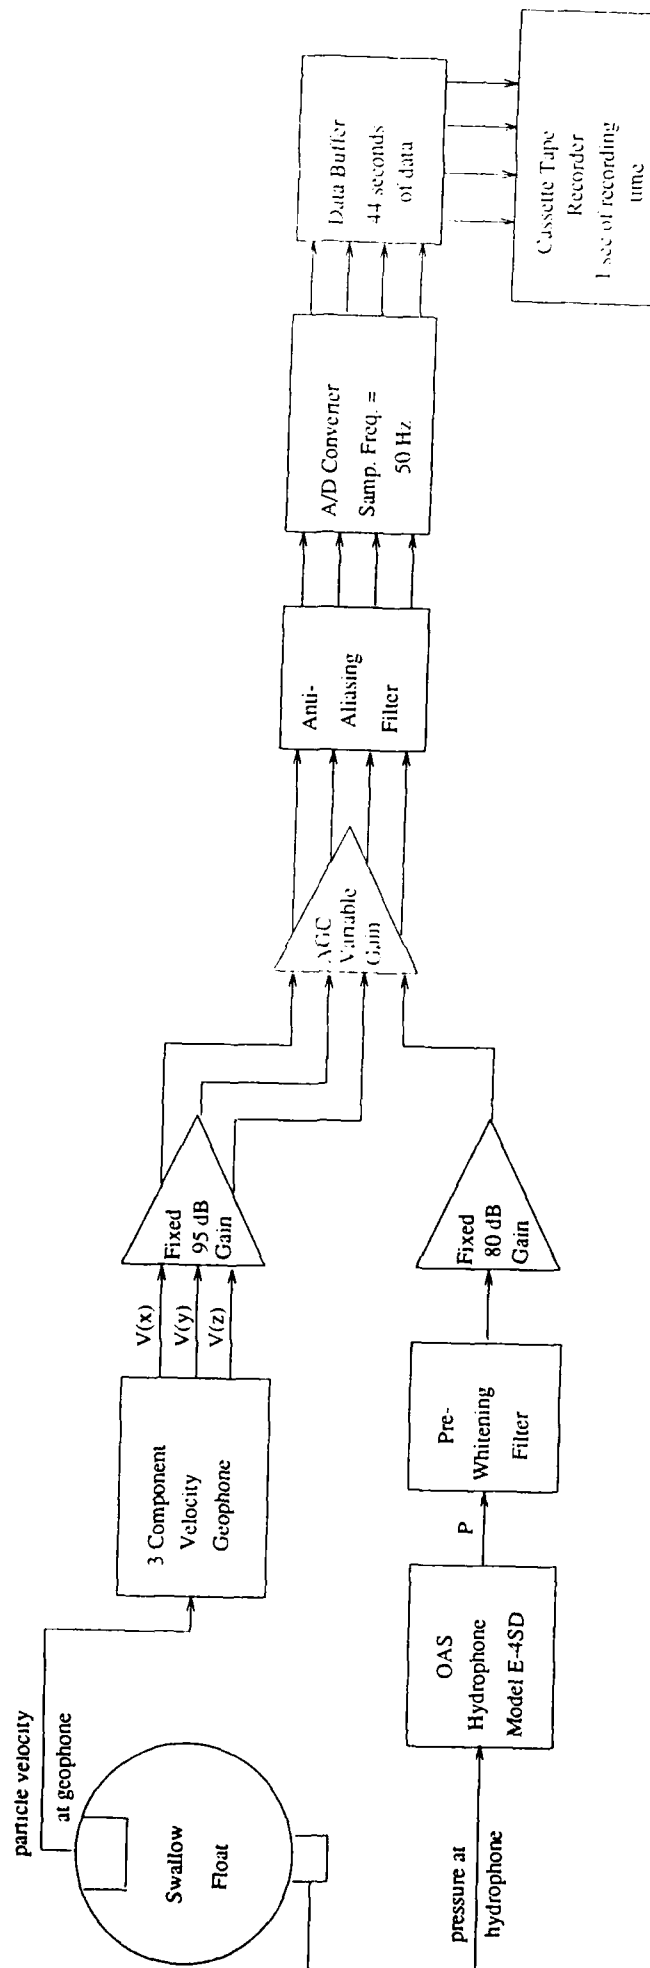 particle velocity
at geophone
Swallow
Float
pressure at
hydrophone
3 Component
Velocity
Geophone
V(x)
V(y)
V(z)
Fixed
95 dB
Gain
OAS
Hydrophone
Model E-4SD
P
Pre-
Whitening
Filter
Fixed
80 dB
Gain
AGC
Variable
Gain
Anti-
Aliasing
Filter
A/D Converter
Samp. Freq. =
50 Hz
Data Buffer
44 seconds
of data
Cassette Tape
Recorder
1 sec of recording
time